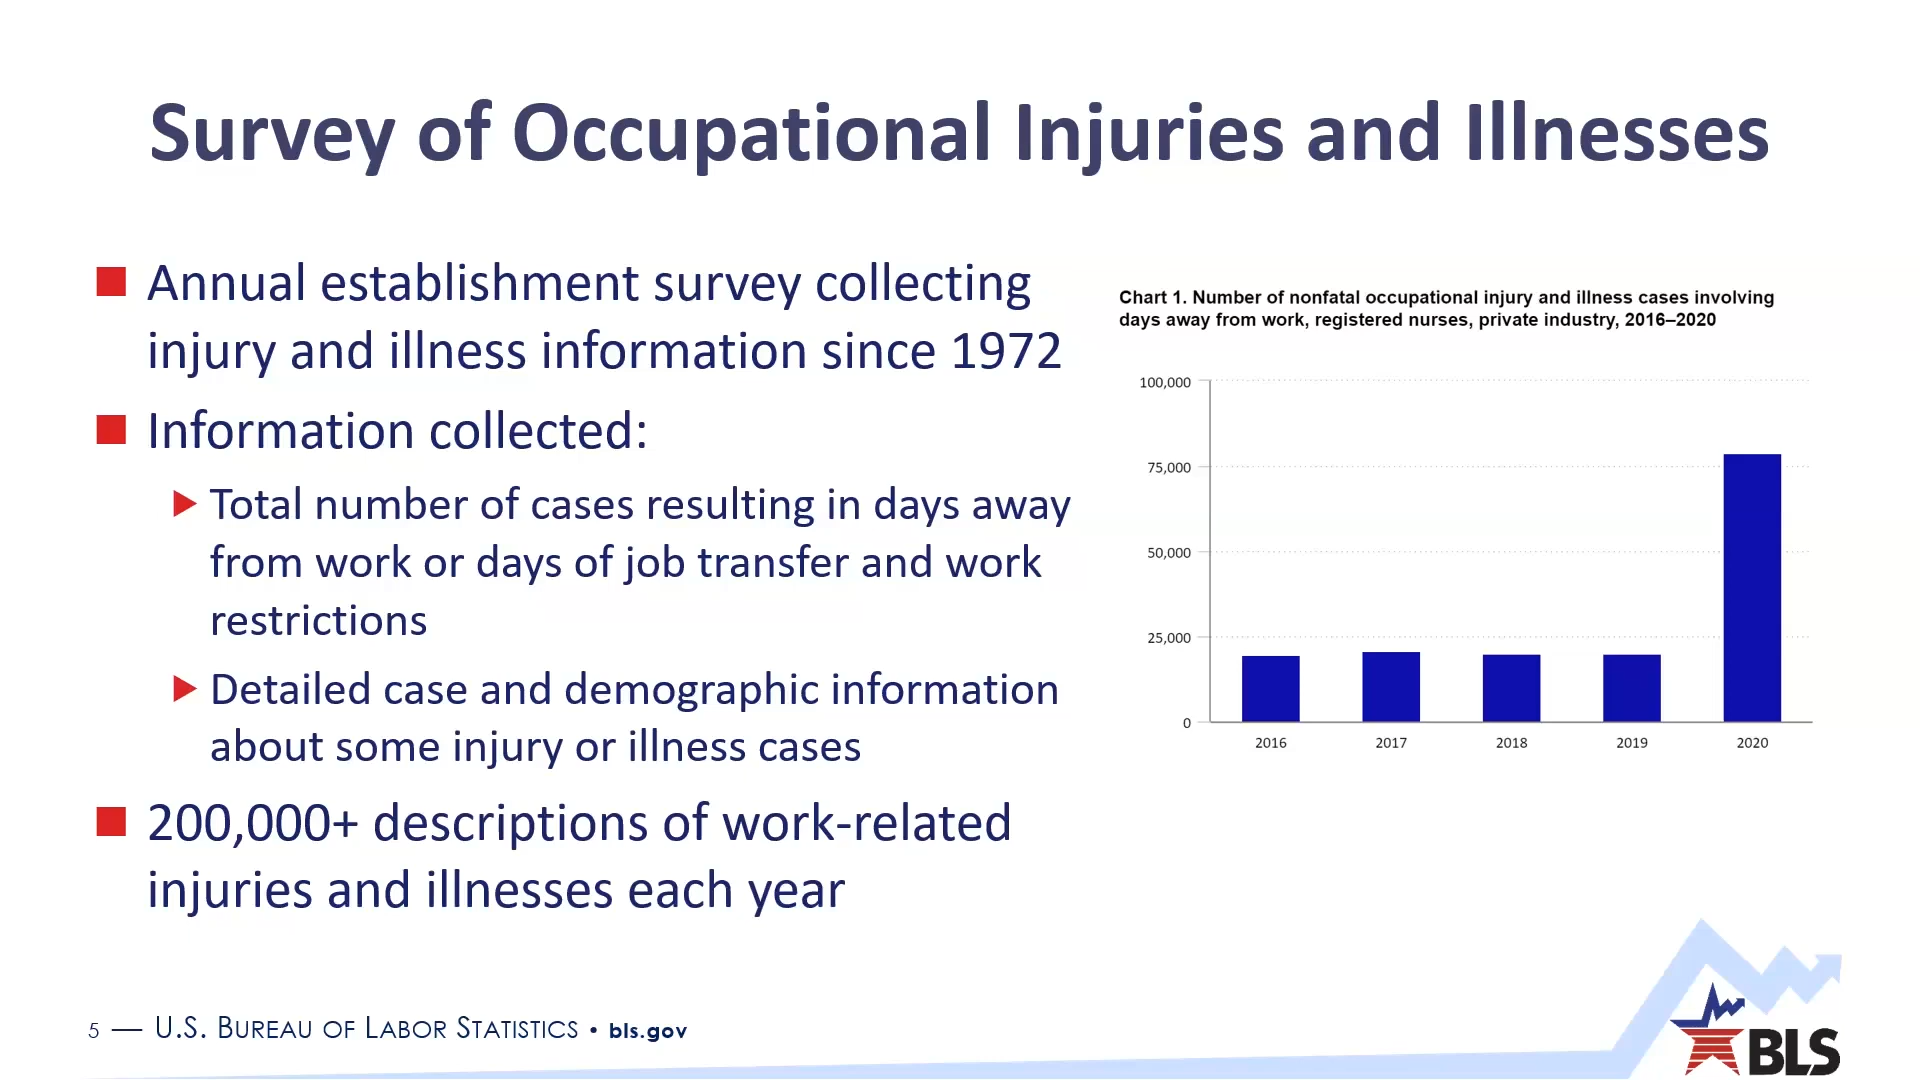 Survey of Occupational Injuries and Illnesses
Annual establishment survey collecting
injury and illness information since 1972
Information collected:
Total number of cases resulting in days away
from work or days of job transfer and work
restrictions
Detailed case and demographic information
about some injury or illness cases
200,000+ descriptions of work-related
injuries and illnesses each year
Chart 1. Number of nonfatal occupational injury and illness cases involving
days away from work, registered nurses, private industry, 2016–2020
100,000
75,000
50,000
25,000
0
2016 2017 2018 2019 2020
5 — U.S. BUREAU OF LABOR STATISTICS • bls.gov
BLS